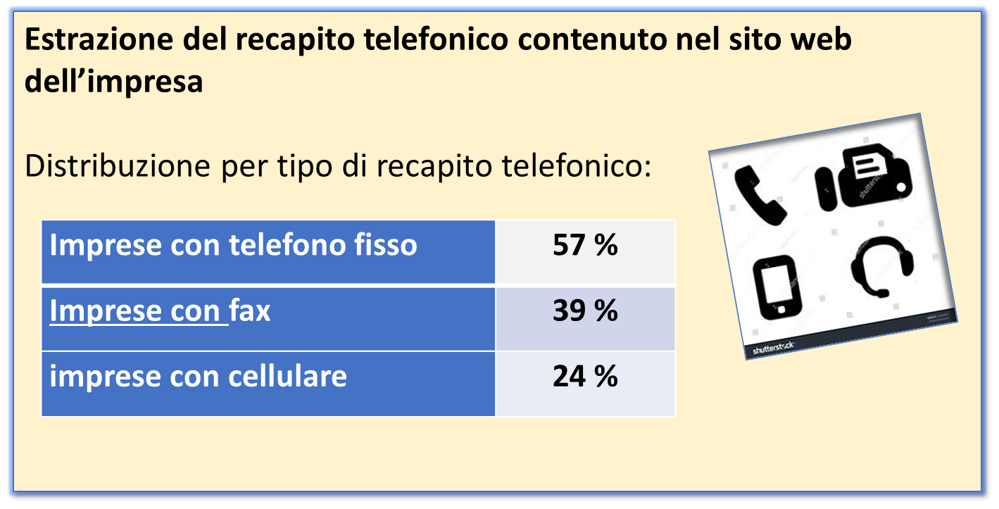 Estrazione del recapito telefonico contenuto nel sito web
dell’impresa
Distribuzione per tipo di recapito telefonico:
Imprese con telefono fisso 57 %
Imprese con fax 39 %
imprese con cellulare 24 %
shutterstock